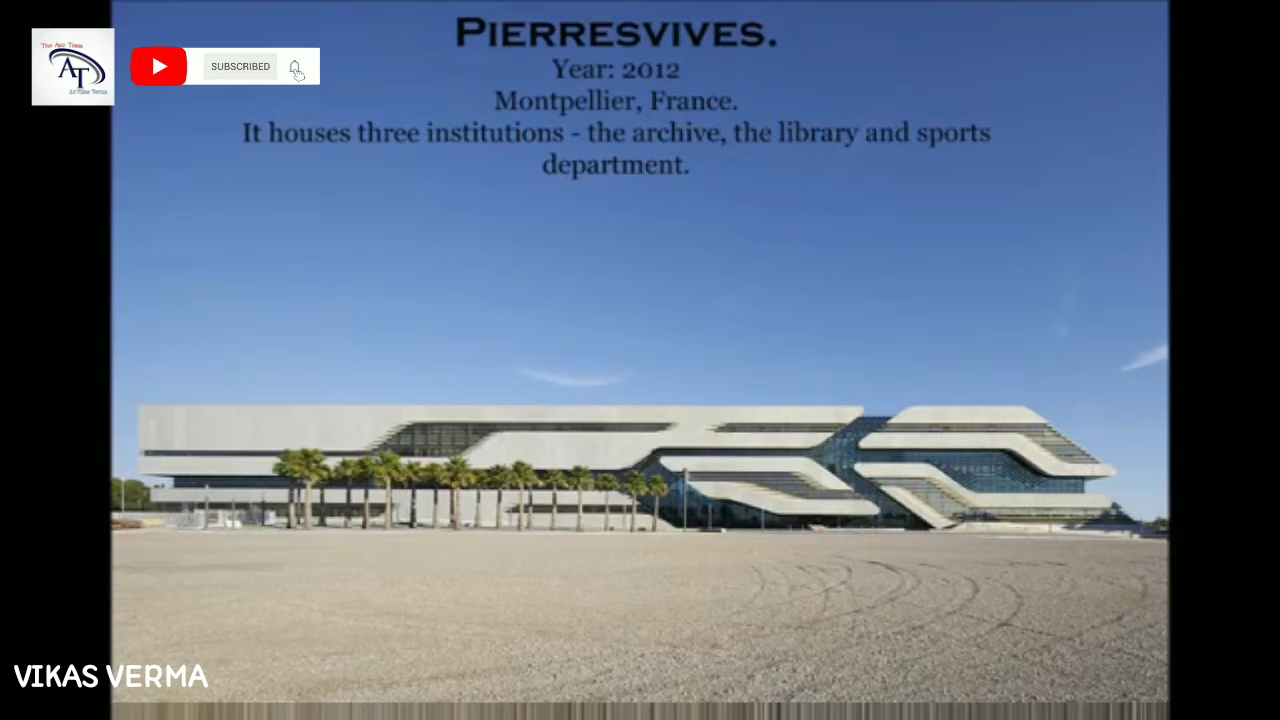 PIERRESVIVES.
Year: 2012
Montpellier, France.
It houses three institutions - the archive, the library and sports
department.
AT
SUBSCRIBED
VIKAS VERMA